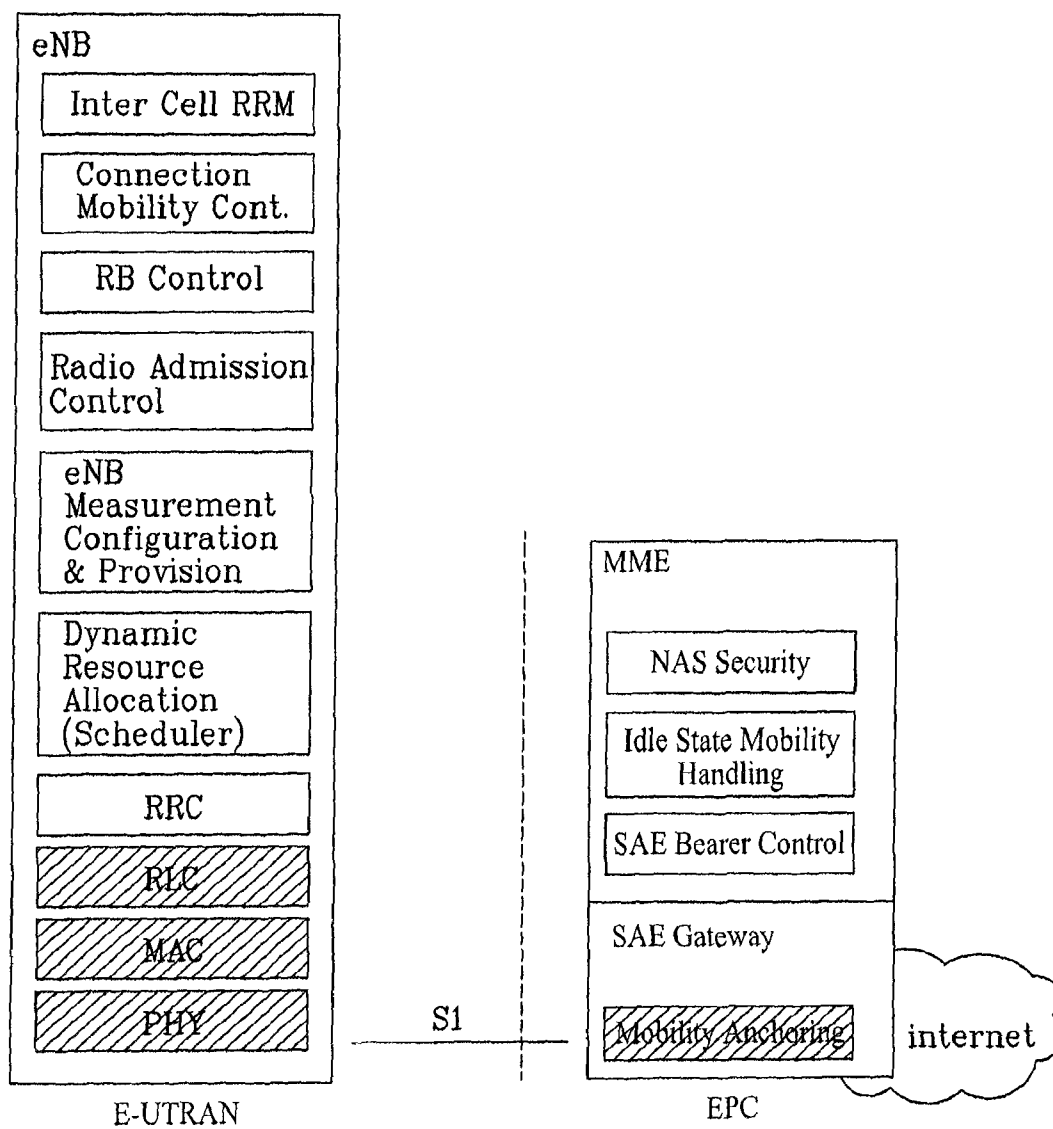 eNB
Inter Cell RRM
Connection
Mobility Cont.
RB Control
Radio Admission
Control
eNB
Measurement
Configuration
& Provision
Dynamic
Resource
Allocation
(Scheduler)
RRC
RLC
MAC
PHY
E-UTRAN
S1
MME
NAS Security
Idle State Mobility
Handling
SAE Bearer Control
SAE Gateway
Mobility Anchoring
EPC
internet